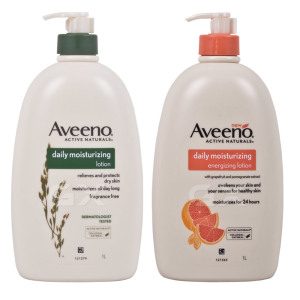 Aveeno
ACTIVE NATURALS
daily moisturizing
lotion
relieves and protects
dry skin
moisturizes all day long
fragrance free
DERMATOLOGIST
TESTED
1L
Aveeno
ACTIVE NATURALS
daily moisturizing
energizing lotion
with grapefruit and pomegranate extract
awakens your skin and
your senses for healthy skin
moisturizes for 24 hours
1L